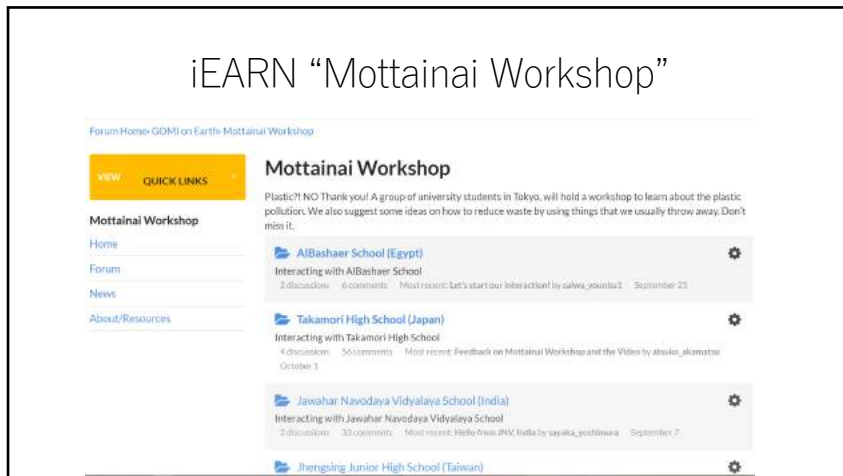 iEARN “Mottainai Workshop”
Forum Home› GOMI on Earth› Mottainai Workshop
VIEW QUICK LINKS
Mottainai Workshop
Home
Forum
News
About/Resources
Mottainai Workshop
Plastic?! NO Thank you! A group of university students in Tokyo, will hold a workshop to learn about the plastic
pollution. We also suggest some ideas on how to reduce waste by using things that we usually throw away. Don't
miss it.
AlBashaer School (Egypt)
Interacting with AlBashaer School
2 discussions 6 comments Most recent: Let's start our interaction! by salwa_younis1 September 25
Takamori High School (Japan)
Interacting with Takamori High School
4 discussions 56 comments Most recent: Feedback on Mottainai Workshop and the Video by atsuko_akamatsu
October 1
Jawahar Navodaya Vidyalaya School (India)
Interacting with Jawahar Navodaya Vidyalaya School
2 discussions 33 comments Most recent: Hello from JNV, India by sayaka_yoshimura September 7
Jhengsing Junior High School (Taiwan)